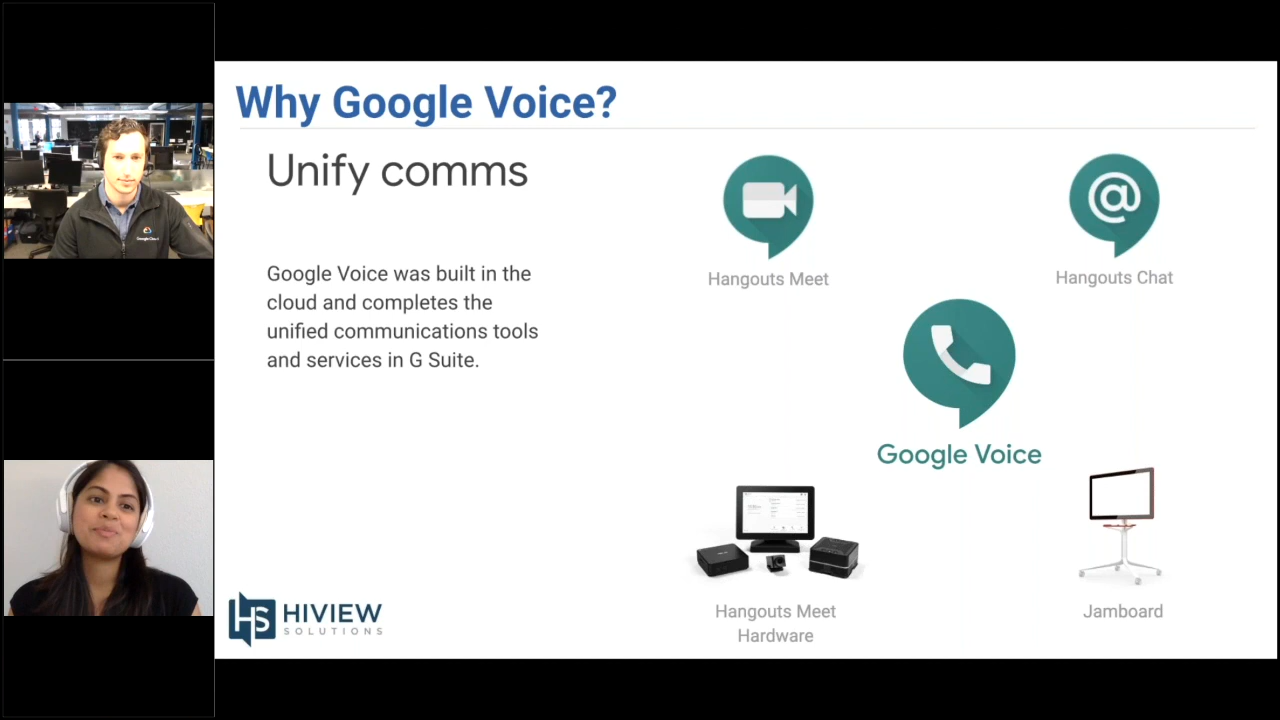 Why Google Voice?
Unify comms
Google Voice was built in the
cloud and completes the
unified communications tools
and services in G Suite.
Hangouts Meet
Hangouts Chat
Google Voice
Hangouts Meet
Hardware
Jamboard
HS HIVIEW
SOLUTIONS